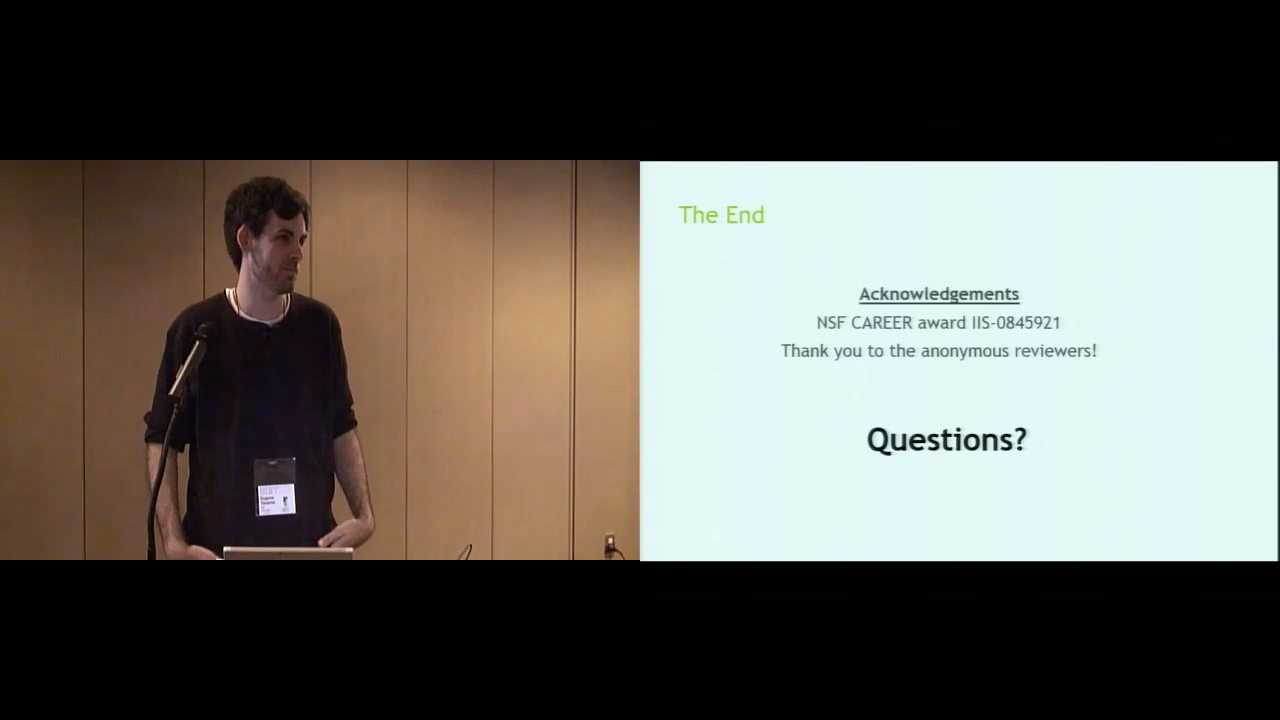 The End
Acknowledgements
NSF CAREER award IIS-0845921
Thank you to the anonymous reviewers!
Questions?